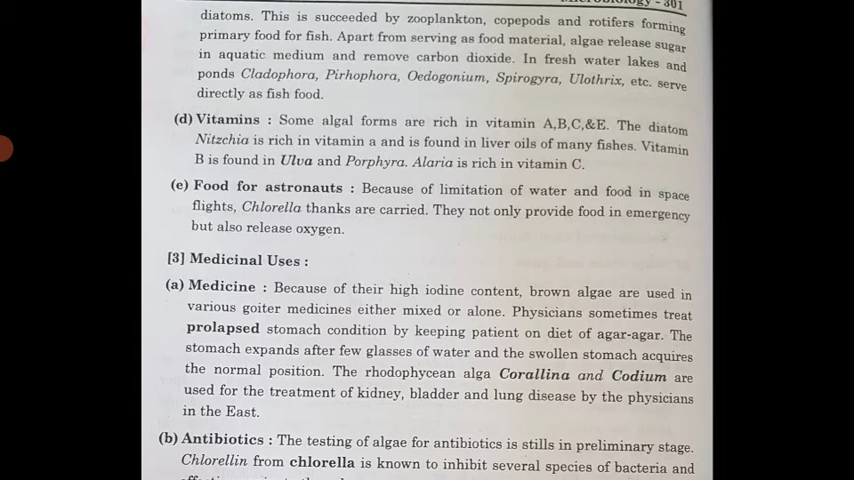 Microbiology - 301
diatoms. This is succeeded by zooplankton, copepods and rotifers forming
primary food for fish. Apart from serving as food material, algae release sugar
in aquatic medium and remove carbon dioxide. In fresh water lakes and
ponds Cladophora, Pirhophora, Oedogonium, Spirogyra, Ulothrix, etc. serve
directly as fish food.
(d) Vitamins : Some algal forms are rich in vitamin A,B,C,&E. The diatom
Nitzchia is rich in vitamin a and is found in liver oils of many fishes. Vitamin
B is found in Ulva and Porphyra. Alaria is rich in vitamin C.
(e) Food for astronauts : Because of limitation of water and food in space
flights, Chlorella thanks are carried. They not only provide food in emergency
but also release oxygen.
[3] Medicinal Uses :
(a) Medicine : Because of their high iodine content, brown algae are used in
various goiter medicines either mixed or alone. Physicians sometimes treat
prolapsed stomach condition by keeping patient on diet of agar-agar. The
stomach expands after few glasses of water and the swollen stomach acquires
the normal position. The rhodophycean alga Corallina and Codium are
used for the treatment of kidney, bladder and lung disease by the physicians
in the East.
(b) Antibiotics : The testing of algae for antibiotics is stills in preliminary stage.
Chlorellin from chlorella is known to inhibit several species of bacteria and